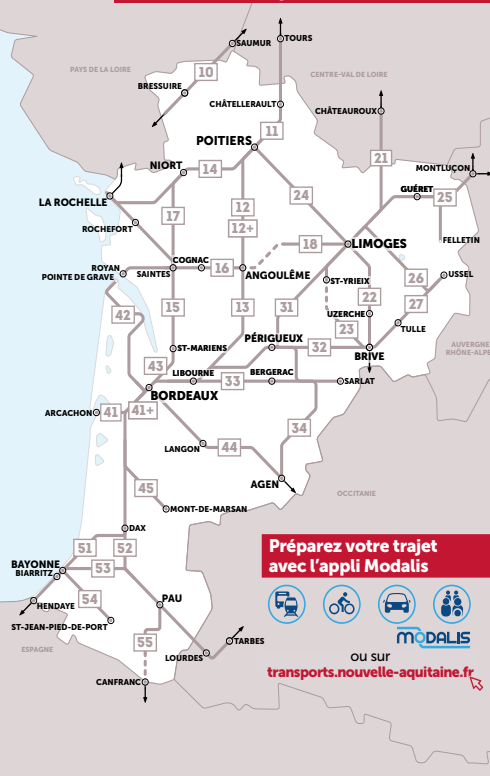 TOURS
SAUMUR
PAYS DE LA LOIRE
10
CENTRE-VAL DE LOIRE
BRESSUIRE
CHÂTELLERAULT
CHÂTEAUROUX
11
POITIERS
21
NIORT
14
MONTLUÇON
24
GUÉRET
25
LA ROCHELLE
12
17
12+
ROCHEFORT
FELLETIN
18
LIMOGES
COGNAC
ROYAN
16
POINTE DE GRAVE
SAINTES
ANGOULÊME
USSEL
26
ST-YRIEIX
22
27
42
15
13
31
UZERCHE
23
TULLE
PÉRIGUEUX
AUVERGNE
RHÔNE-ALPE
ST-MARIENS
32
BRIVE
43
LIBOURNE
BERGERAC
33
SARLAT
BORDEAUX
ARCACHON
41
41+
34
LANGON
44
AGEN
45
OCCITANIE
MONT-DE-MARSAN
DAX
51
52
BAYONNE
BIARRITZ
53
HENDAYE
54
PAU
ST-JEAN-PIED-DE-PORT
55
TARBES
ESPAGNE
LOURDES
CANFRANC
Préparez votre trajet
avec l'appli Modalis
MODALIS
ou sur
transports.nouvelle-aquitaine.fr